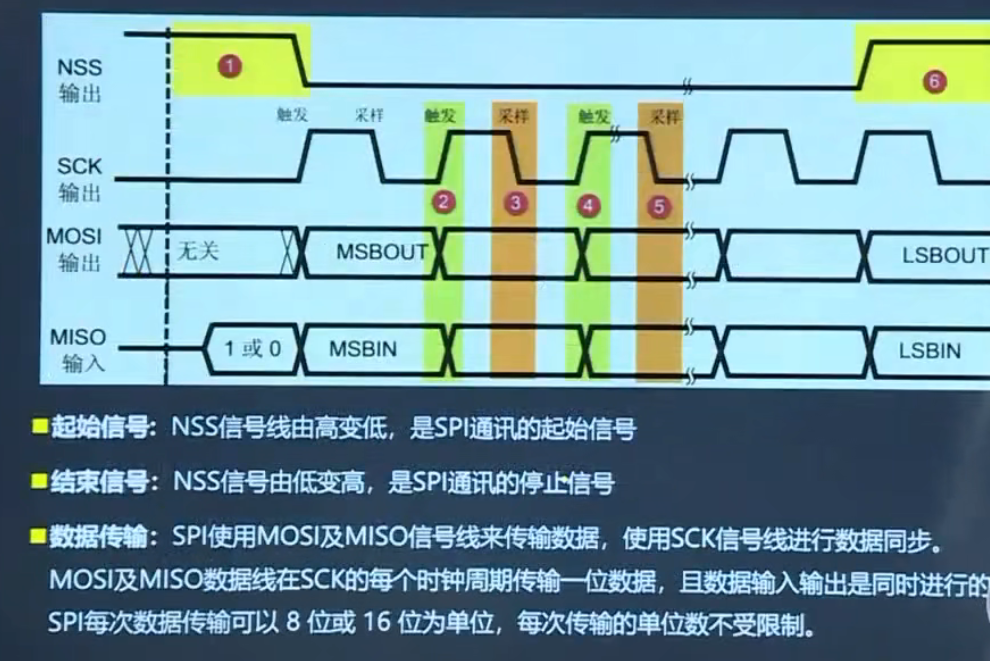 NSS
输出
1
6
触发
采样
触发
采样
触发
采样
SCK
输出
2
3
4
5
MOSI
输出
无关
MSBOUT
LSBOUT
MISO
输入
1 或 0
MSBIN
LSBIN
起始信号：NSS信号线由高变低，是SPI通讯的起始信号
结束信号：NSS信号由低变高，是SPI通讯的停止信号
数据传输：SPI使用MOSI及MISO信号线来传输数据，使用SCK信号线进行数据同步。
MOSI及MISO数据线在SCK的每个时钟周期传输一位数据，且数据输入输出是同时进行的
SPI每次数据传输可以 8 位或 16 位为单位，每次传输的单位数不受限制。